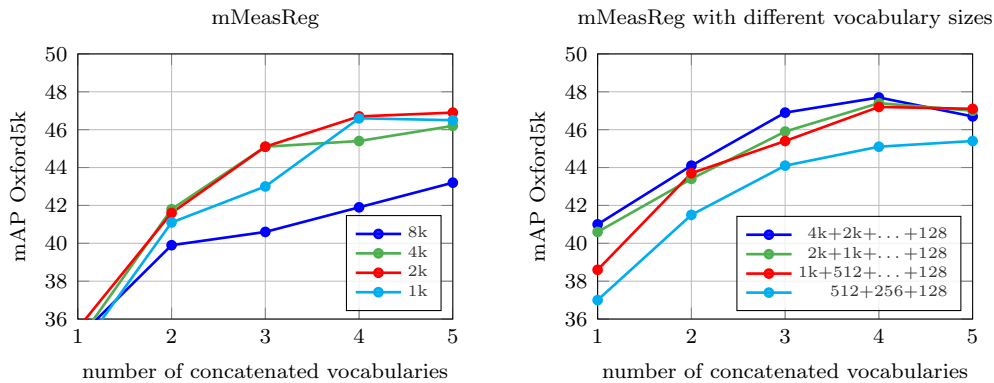 mMeasReg
50
48
46
44
42
40
38
36
1 2 3 4 5
mAP Oxford5k
number of concatenated vocabularies
8k
4k
2k
1k
mMeasReg with different vocabulary sizes
50
48
46
44
42
40
38
36
1 2 3 4 5
mAP Oxford5k
number of concatenated vocabularies
4k+2k+...+128
2k+1k+...+128
1k+512+...+128
512+256+128